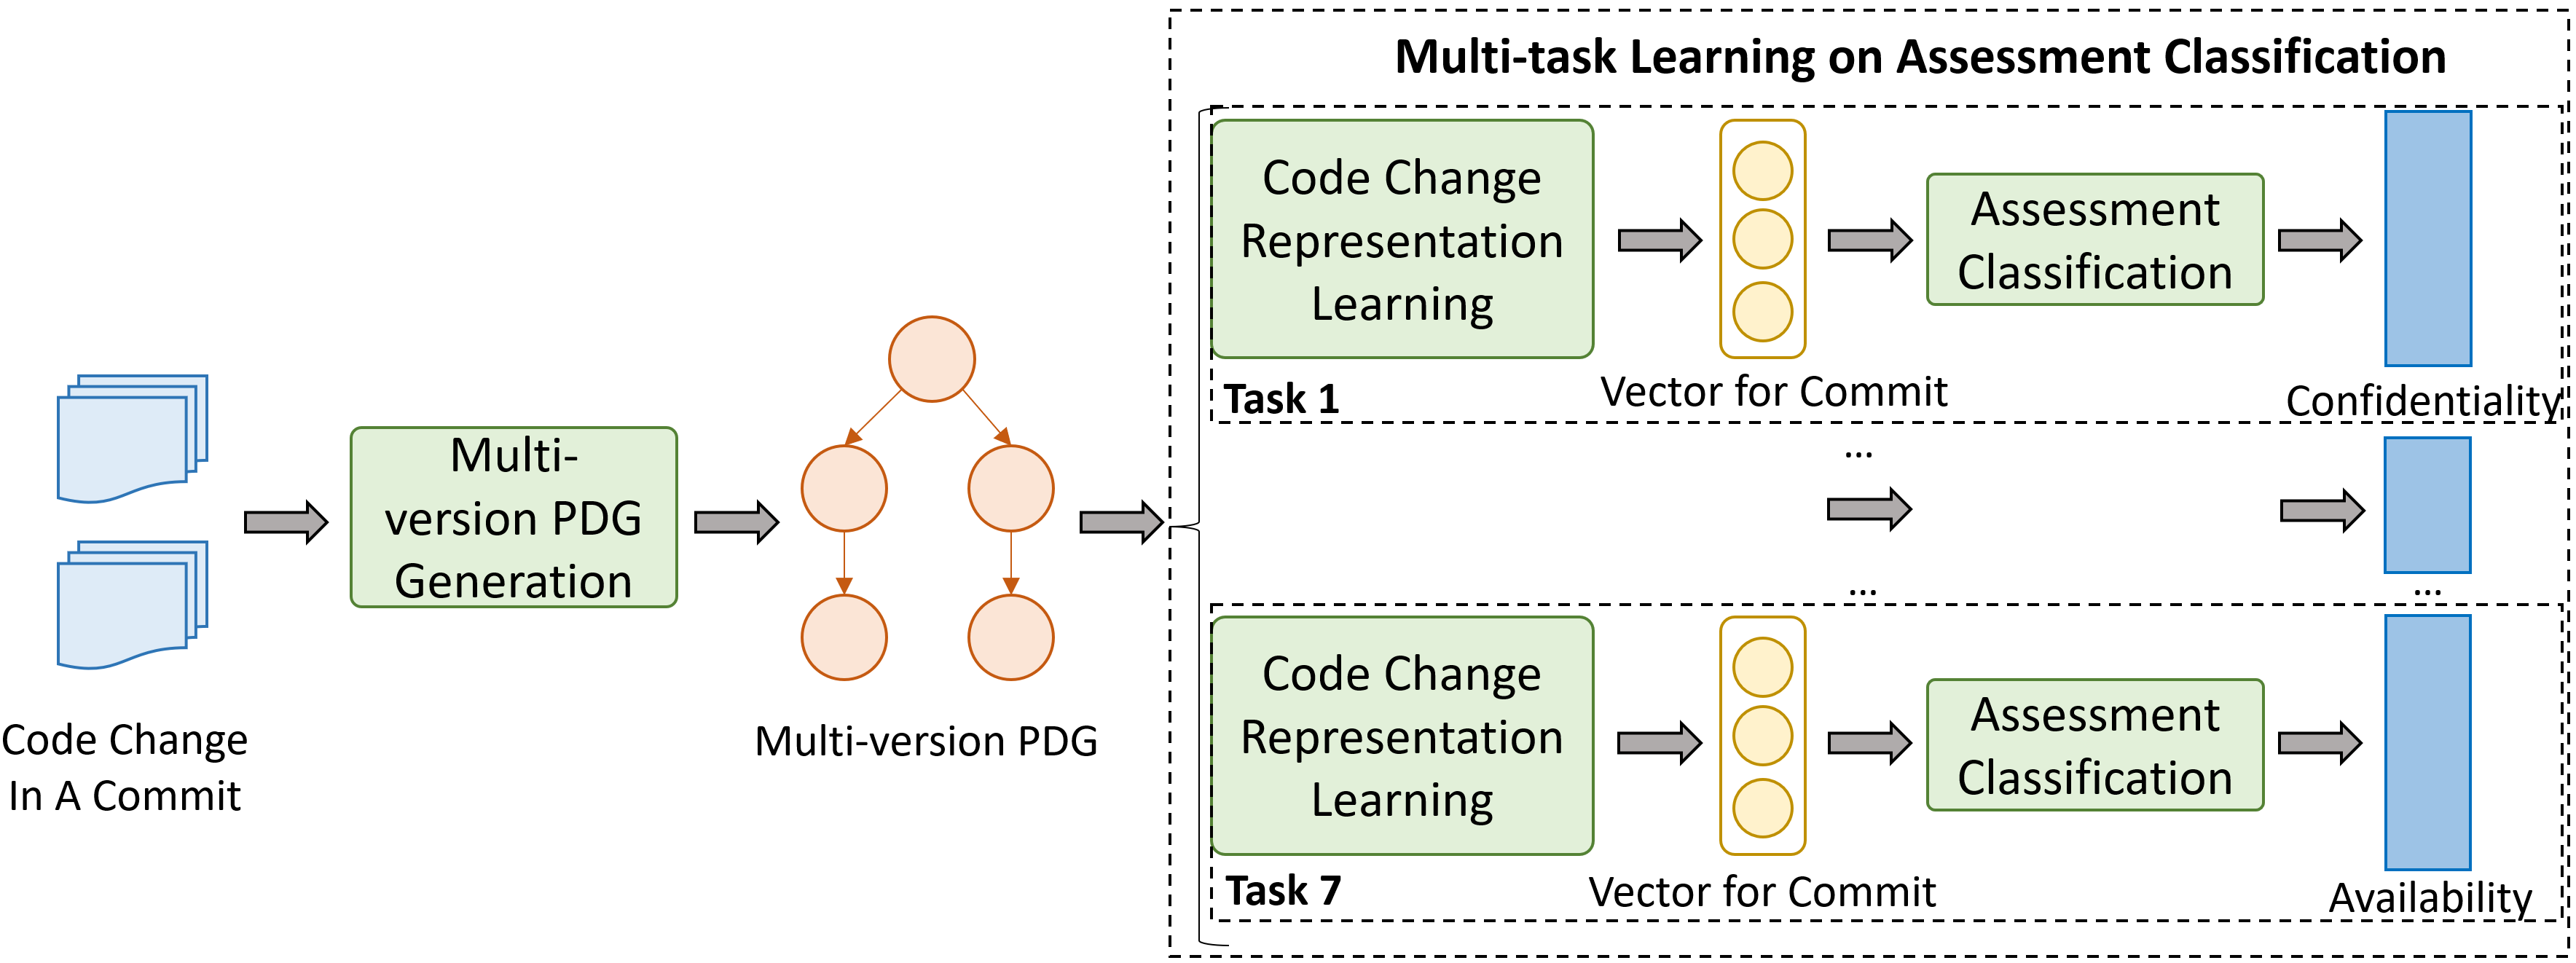 Multi-task Learning on Assessment Classification
Code Change
Representation
Learning
Assessment
Classification
Task 1
Vector for Commit
Confidentiality
...
Multi-
version PDG
Generation
...
...
Code Change
Representation
Learning
Assessment
Classification
Code Change
In A Commit
Multi-version PDG
Task 7
Vector for Commit
Availability